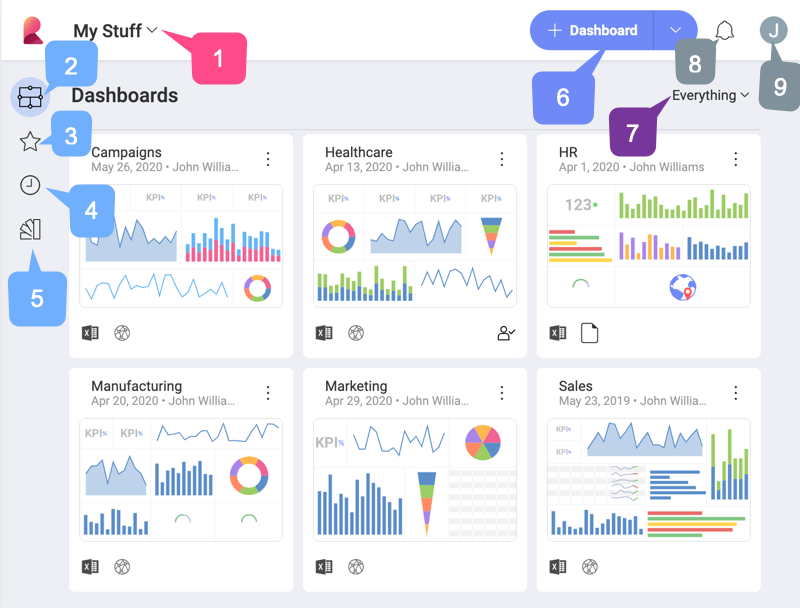 My Stuff
1
+ Dashboard
J
2
8
9
6
Dashboards
Everything
7
3
Campaigns
May 26, 2020 • John Willia...
KPI% KPI% KPI%
Healthcare
Apr 13, 2020 • John Willia...
KPI% KPI% KPI% KPI%
HR
Apr 1, 2020 • John Williams
123
4
5
Manufacturing
Apr 20, 2020 • John Willia...
KPI% KPI%
Marketing
Apr 29, 2020 • John Willia...
KPI%
Sales
May 23, 2019 • John Willia...
KPI%
KPI%